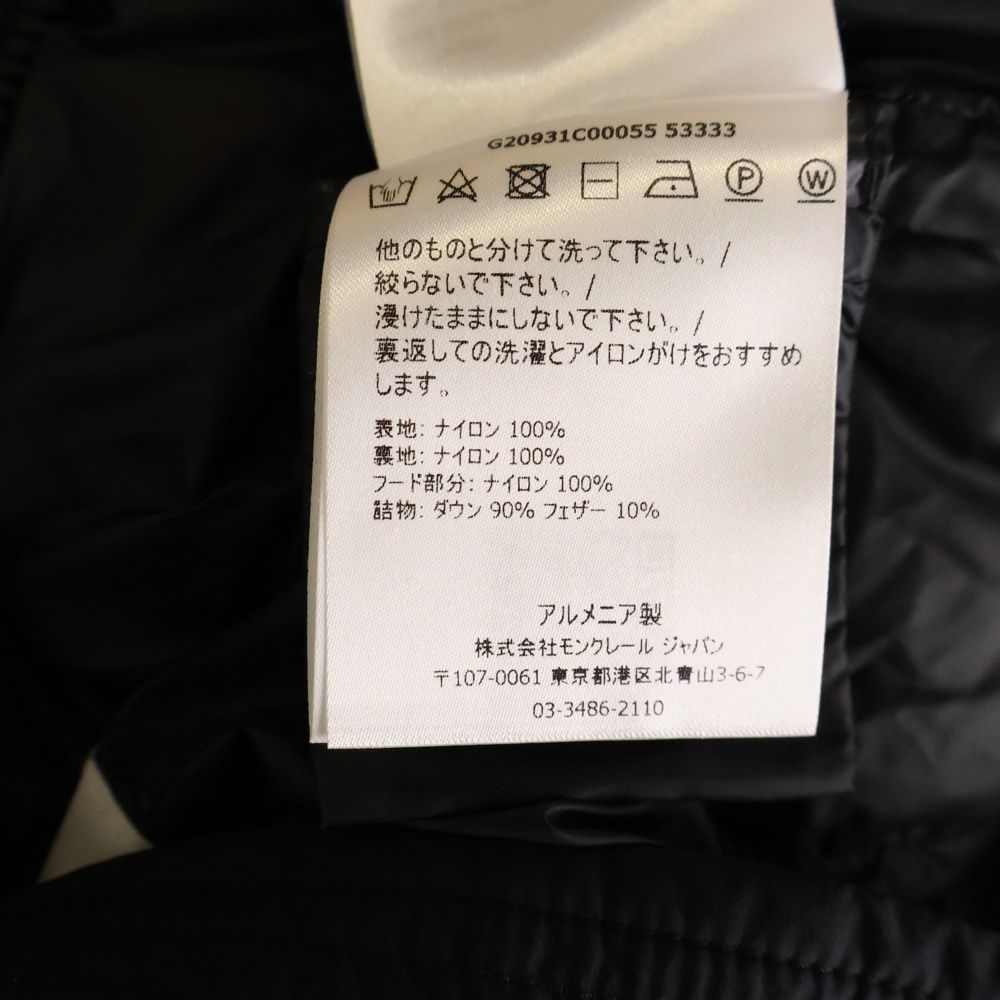 G20931C00055 53333
P W
他のものと分けて洗って下さい。/
絞らないで下さい。/
浸けたままにしないで下さい。/
裏返しての洗濯とアイロンがけをおすすめ
します。
表地: ナイロン 100%
裏地: ナイロン 100%
フード部分: ナイロン 100%
詰物: ダウン 90% フェザー 10%
アルメニア製
株式会社モンクレール ジャパン
〒107-0061 東京都港区北青山3-6-7
03-3486-2110